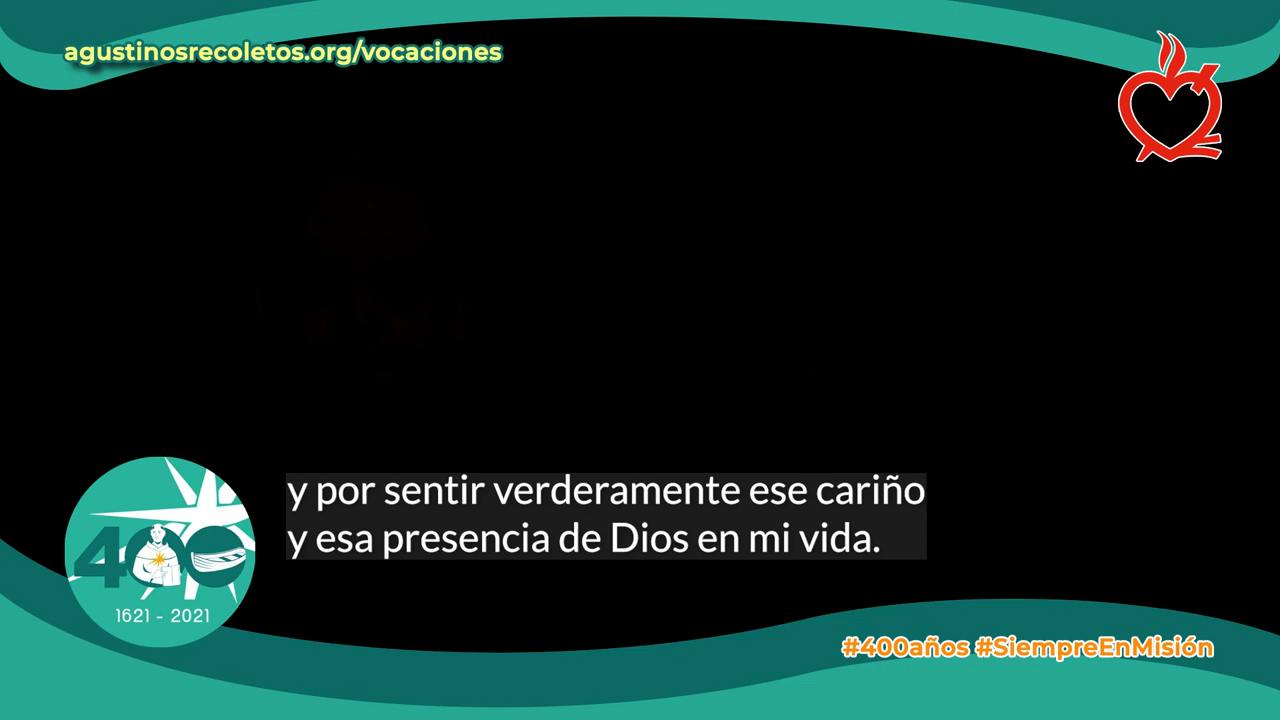 agustinosrecoletos.org/vocaciones
y por sentir verderamente ese cariño
y esa presencia de Dios en mi vida.
400
1621 - 2021
#400años #SiempreEnMisión